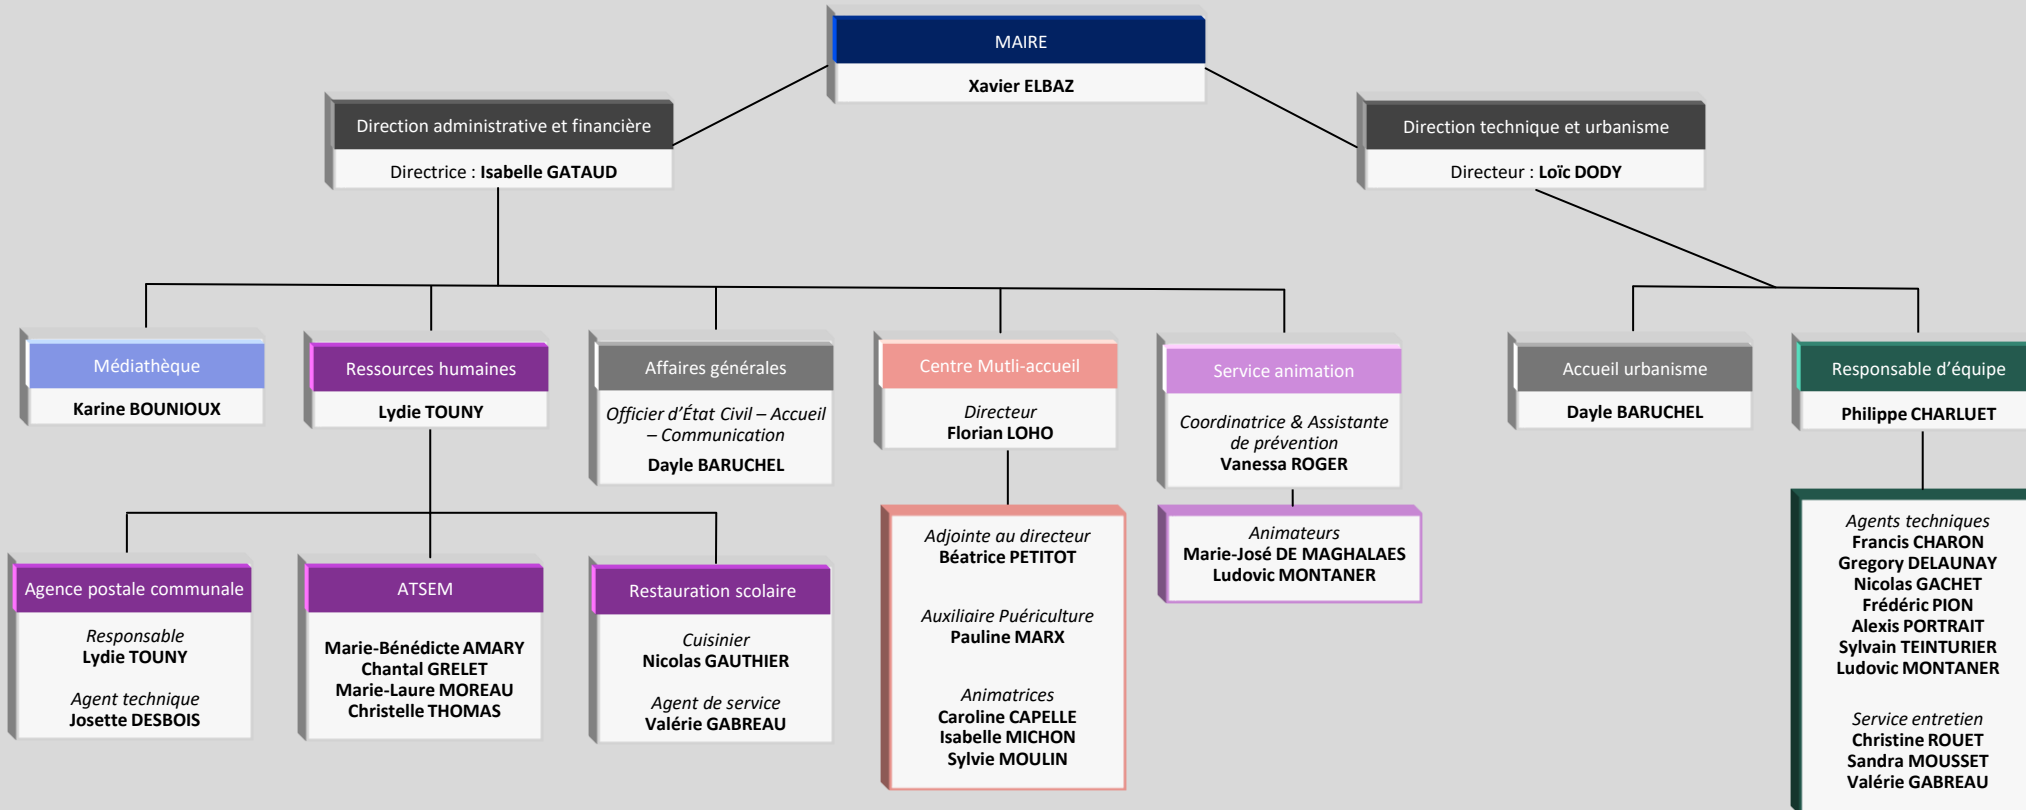 MAIRE
Xavier ELBAZ
Direction administrative et financière
Directrice : Isabelle GATAUD
Direction technique et urbanisme
Directeur : Loïc DODY
Médiathèque
Karine BOUNIOUX
Ressources humaines
Lydie TOUNY
Affaires générales
Officier d'État Civil – Accueil
– Communication
Dayle BARUCHEL
Centre Mutli-accueil
Directeur
Florian LOHO
Service animation
Coordinatrice & Assistante
de prévention
Vanessa ROGER
Accueil urbanisme
Dayle BARUCHEL
Responsable d'équipe
Philippe CHARLUET
Agence postale communale
Responsable
Lydie TOUNY
Agent technique
Josette DESBOIS
ATSEM
Marie-Bénédicte AMARY
Chantal GRELET
Marie-Laure MOREAU
Christelle THOMAS
Restauration scolaire
Cuisinier
Nicolas GAUTHIER
Agent de service
Valérie GABREAU
Adjointe au directeur
Béatrice PETITOT
Auxiliaire Puériculture
Pauline MARX
Animatrices
Caroline CAPELLE
Isabelle MICHON
Sylvie MOULIN
Animateurs
Marie-José DE MAGHALAES
Ludovic MONTANER
Agents techniques
Francis CHARON
Gregory DELAUNAY
Nicolas GACHET
Frédéric PION
Alexis PORTRAIT
Sylvain TEINTURIER
Ludovic MONTANER
Service entretien
Christine ROUET
Sandra MOUSSET
Valérie GABREAU